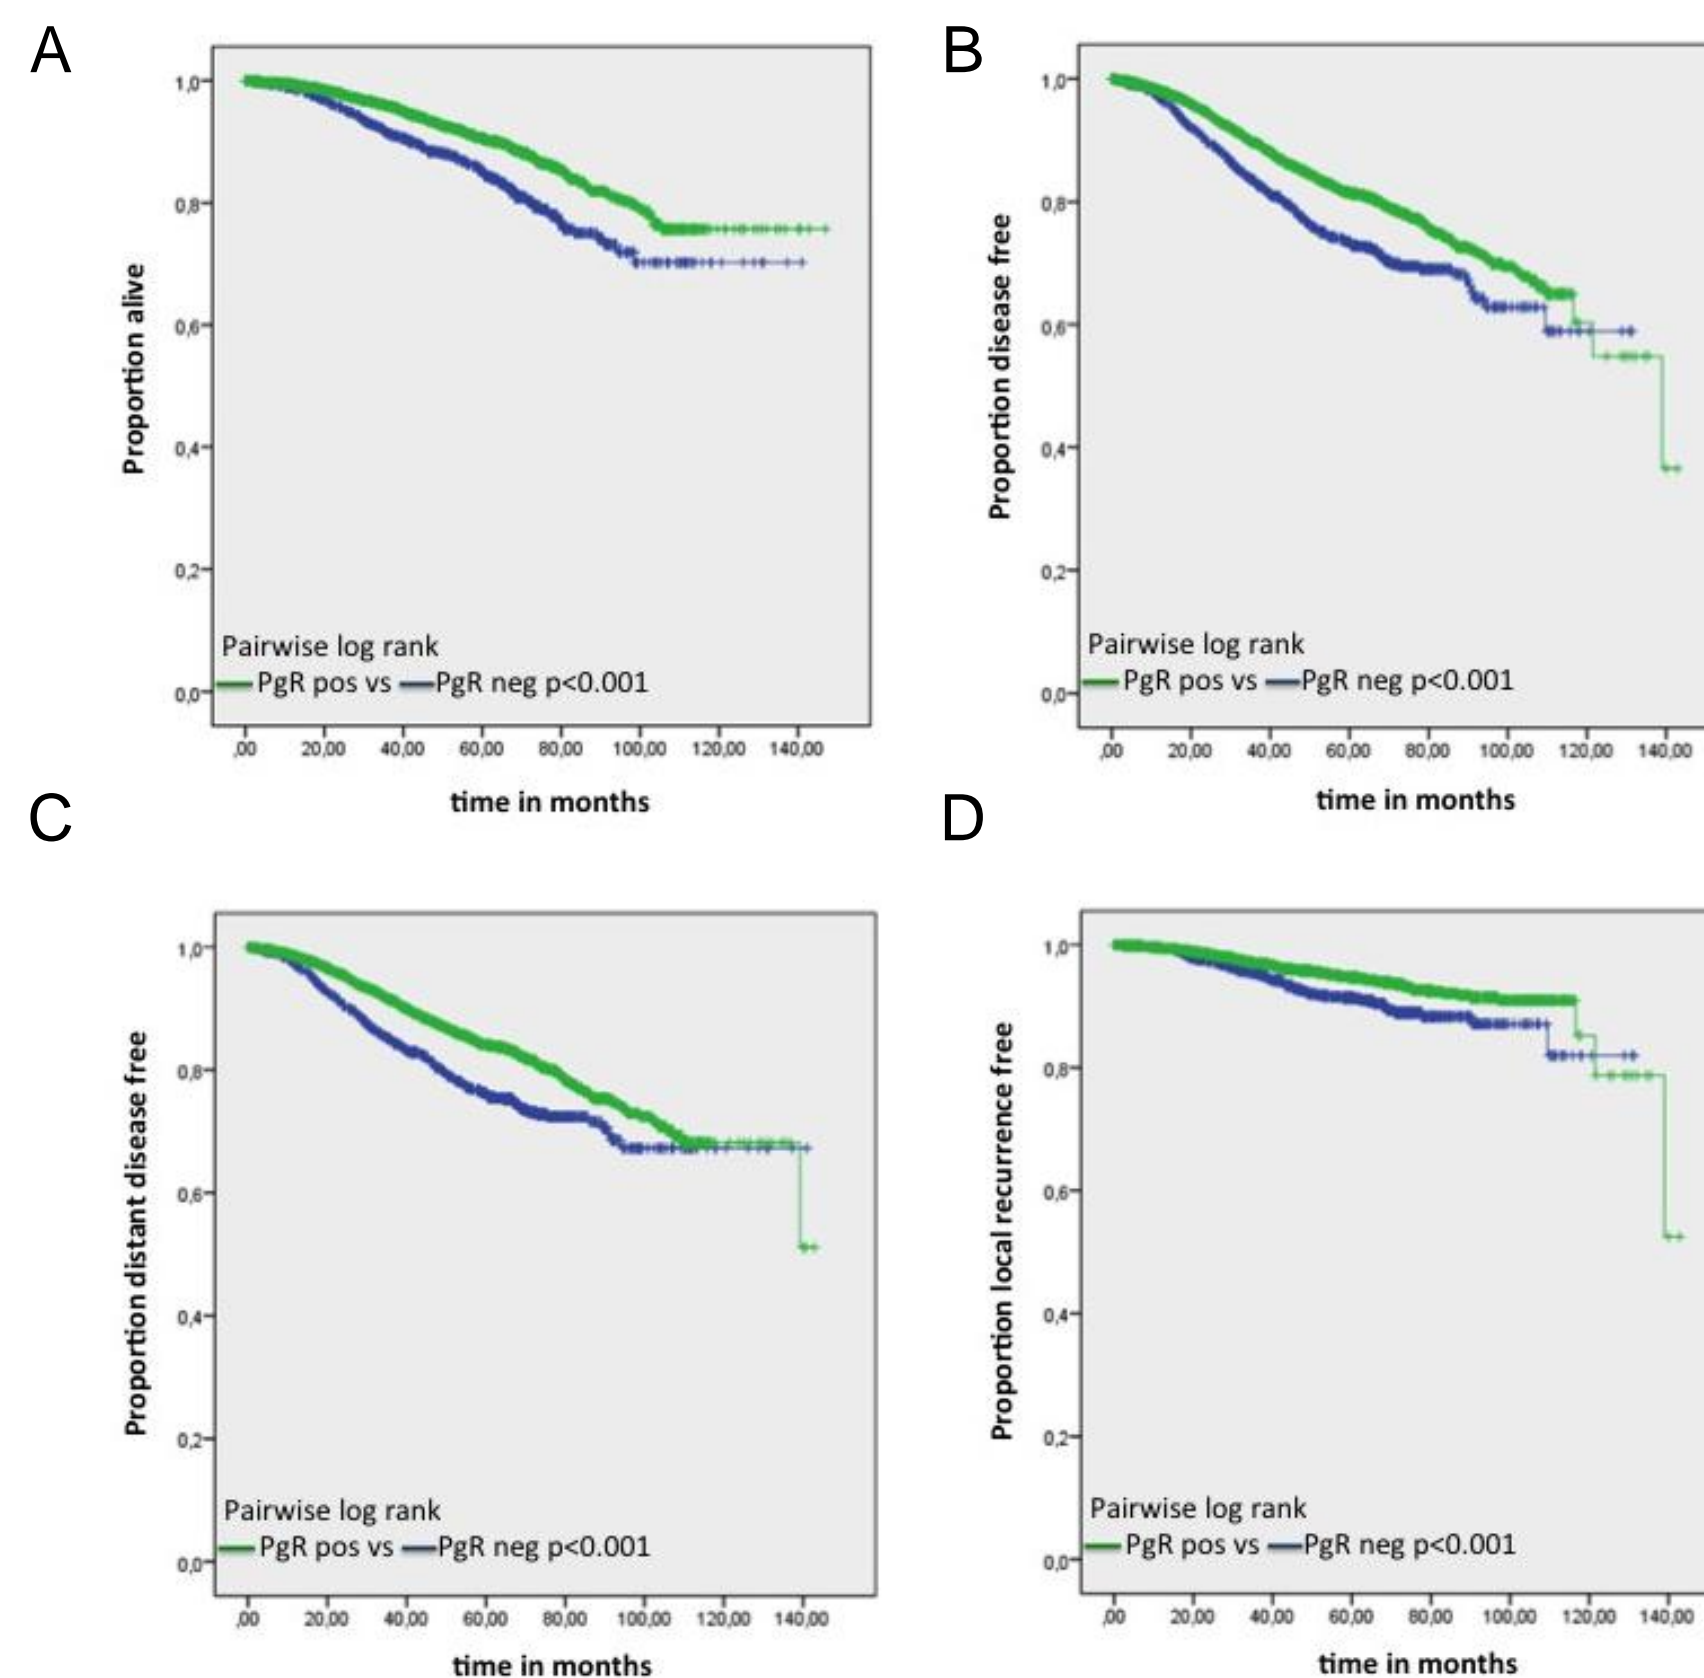 A
Proportion alive
1,0
0,8
0,6
0,4
0,2
0,0
Pairwise log rank
PgR pos vs PgR neg p<0.001
,00 20,00 40,00 60,00 80,00 100,00 120,00 140,00
time in months
B
Proportion disease free
1,0
0,8
0,6
0,4
0,2
0,0
Pairwise log rank
PgR pos vs PgR neg p<0.001
,00 20,00 40,00 60,00 80,00 100,00 120,00 140,00
time in months
C
Proportion distant disease free
1,0
0,8
0,6
0,4
0,2
0,0
Pairwise log rank
PgR pos vs PgR neg p<0.001
,00 20,00 40,00 60,00 80,00 100,00 120,00 140,00
time in months
D
Proportion local recurrence free
1,0
0,8
0,6
0,4
0,2
0,0
Pairwise log rank
PgR pos vs PgR neg p<0.001
,00 20,00 40,00 60,00 80,00 100,00 120,00 140,00
time in months